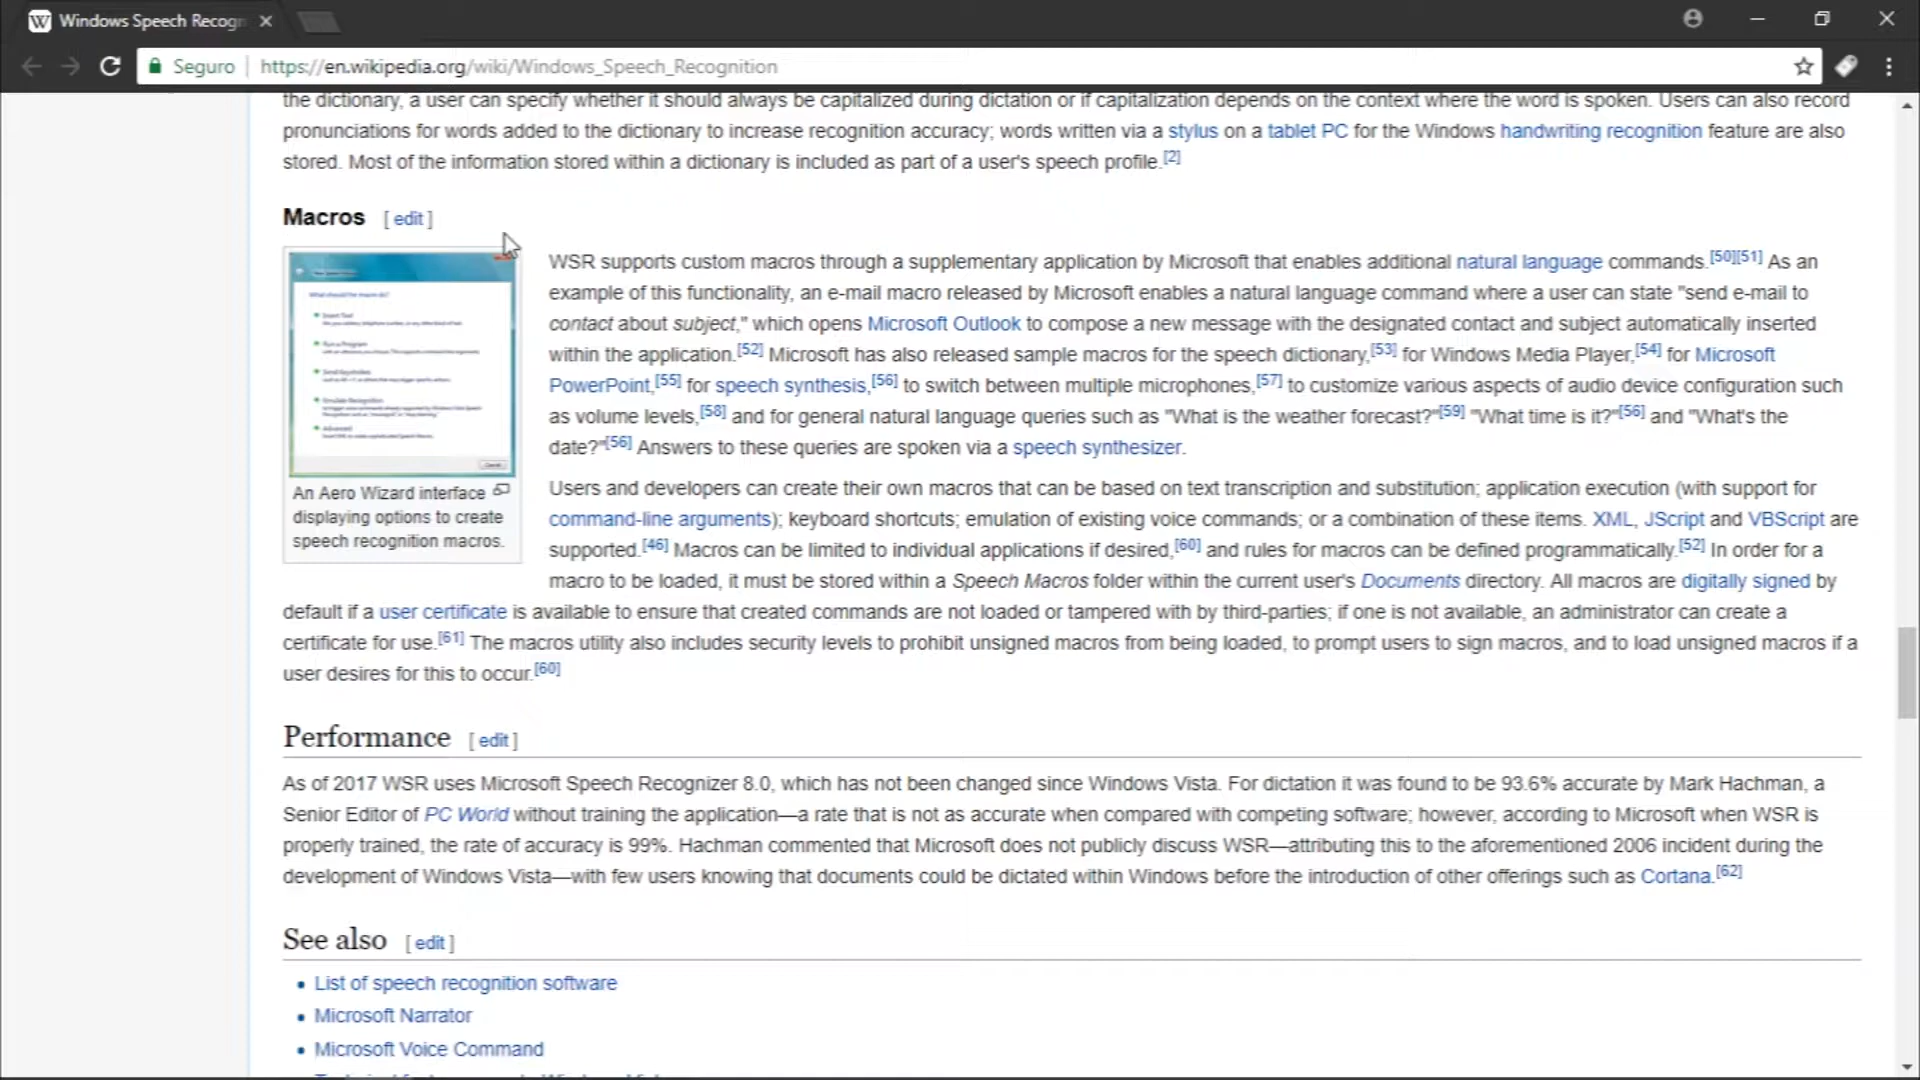 Windows Speech Recogn
Seguro
https://en.wikipedia.org/wiki/Windows_Speech_Recognition
the dictionary, a user can specify whether it should always be capitalized during dictation or if capitalization depends on the context where the word is spoken. Users can also record
pronunciations for words added to the dictionary to increase recognition accuracy; words written via a stylus on a tablet PC for the Windows handwriting recognition feature are also
stored. Most of the information stored within a dictionary is included as part of a user's speech profile.[2]
Macros [ edit ]
WSR supports custom macros through a supplementary application by Microsoft that enables additional natural language commands.[50][51] As an
example of this functionality, an e-mail macro released by Microsoft enables a natural language command where a user can state "send e-mail to
contact about subject," which opens Microsoft Outlook to compose a new message with the designated contact and subject automatically inserted
within the application.[52] Microsoft has also released sample macros for the speech dictionary,[53] for Windows Media Player,[54] for Microsoft
PowerPoint,[55] for speech synthesis,[56] to switch between multiple microphones,[57] to customize various aspects of audio device configuration such
as volume levels,[58] and for general natural language queries such as "What is the weather forecast?"[59] "What time is it?"[56] and "What's the
date?"[56] Answers to these queries are spoken via a speech synthesizer.
An Aero Wizard interface
displaying options to create
speech recognition macros.
Users and developers can create their own macros that can be based on text transcription and substitution; application execution (with support for
command-line arguments); keyboard shortcuts; emulation of existing voice commands; or a combination of these items. XML, JScript and VBScript are
supported.[46] Macros can be limited to individual applications if desired,[60] and rules for macros can be defined programmatically.[52] In order for a
macro to be loaded, it must be stored within a Speech Macros folder within the current user's Documents directory. All macros are digitally signed by
default if a user certificate is available to ensure that created commands are not loaded or tampered with by third-parties; if one is not available, an administrator can create a
certificate for use.[61] The macros utility also includes security levels to prohibit unsigned macros from being loaded, to prompt users to sign macros, and to load unsigned macros if a
user desires for this to occur.[60]
Performance [ edit ]
As of 2017 WSR uses Microsoft Speech Recognizer 8.0, which has not been changed since Windows Vista. For dictation it was found to be 93.6% accurate by Mark Hachman, a
Senior Editor of PC World without training the application—a rate that is not as accurate when compared with competing software; however, according to Microsoft when WSR is
properly trained, the rate of accuracy is 99%. Hachman commented that Microsoft does not publicly discuss WSR—attributing this to the aforementioned 2006 incident during the
development of Windows Vista—with few users knowing that documents could be dictated within Windows before the introduction of other offerings such as Cortana.[62]
See also [ edit ]
List of speech recognition software
Microsoft Narrator
Microsoft Voice Command